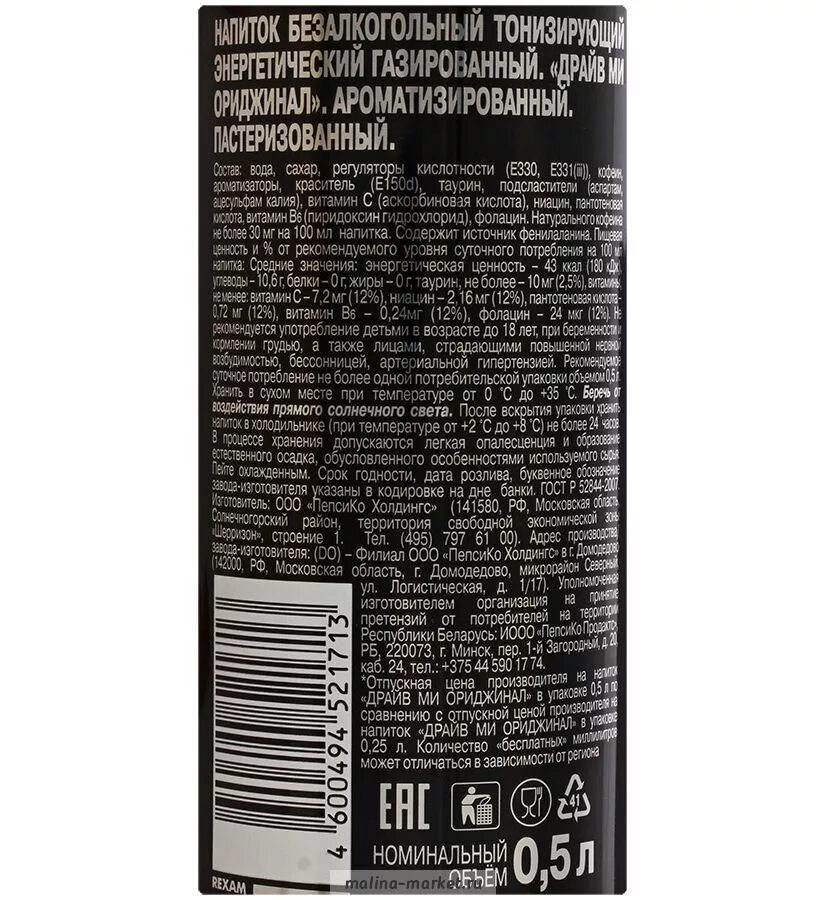 НАПИТОК БЕЗАЛКОГОЛЬНЫЙ ТОНИЗИРУЮЩИЙ
ЭНЕРГЕТИЧЕСКИЙ ГАЗИРОВАННЫЙ. «ДРАЙВ МИ
ОРИДЖИНАЛ». АРОМАТИЗИРОВАННЫЙ.
ПАСТЕРИЗОВАННЫЙ.
Состав: вода, сахар, регуляторы кислотности (Е330, Е331(iii)), кофеин,
ароматизаторы, краситель (Е150d), таурин, подсластители (аспартам,
ацесульфам калия), витамин С (аскорбиновая кислота), ниацин, пантотеновая
кислота, витамин В6 (пиридоксин гидрохлорид), фолацин. Натурального кофеина
не более 30 мг на 100 мл напитка. Содержит источник фенилаланина. Пищевая
ценность и % от рекомендуемого уровня суточного потребления на 100 мл
напитка: Средние значения: энергетическая ценность – 43 ккал (180 кДж),
углеводы – 10,6 г, белки – 0 г, жиры – 0 г, таурин, не более – 10 мг (2,5%), витамины
не менее: витамин С – 7,2 мг (12%), ниацин – 2,16 мг (12%), пантотеновая кислота –
0,72 мг (12%), витамин В6 – 0,24мг (12%), фолацин – 24 мкг (12%). Не
рекомендуется употребление детьми в возрасте до 18 лет, при беременности и
кормлении грудью, а также лицами, страдающими повышенной нервной
возбудимостью, бессонницей, артериальной гипертензией. Рекомендуемое
суточное потребление не более одной потребительской упаковки объемом 0,5 л.
Хранить в сухом месте при температуре от 0 °С до +35 °С. Беречь от
воздействия прямого солнечного света. После вскрытия упаковки хранить
напиток в холодильнике (при температуре от +2 °С до +8 °С) не более 24 часов.
В процессе хранения допускаются легкая опалесценция и образование
естественного осадка, обусловленного особенностями используемого сырья.
Пейте охлажденным. Срок годности, дата розлива, буквенное обозначение
завода-изготовителя указаны в кодировке на дне банки. ГОСТ Р 52844-2007.
Изготовитель: ООО «ПепсиКо Холдингс» (141580, РФ, Московская область,
Солнечногорский район, территория свободной экономической зоны
«Шерризон», строение 1. Тел. (495) 797 61 00). Адрес производства
завода-изготовителя: (DO) – Филиал ООО «ПепсиКо Холдингс» в г. Домодедово
(142000, РФ, Московская область, г. Домодедово, микрорайон Северный,
ул. Логистическая, д. 1/17). Уполномоченная
изготовителем организация на принятие
претензий от потребителей на территории
Республики Беларусь: ИООО «ПепсиКо Продактс»,
РБ, 220073, г. Минск, пер. 1-й Загородный, д. 20,
каб. 24, тел.: +375 44 590 17 74.
*Отпускная цена производителя на напиток
«ДРАЙВ МИ ОРИДЖИНАЛ» в упаковке 0,5 л по
сравнению с отпускной ценой производителя на
напиток «ДРАЙВ МИ ОРИДЖИНАЛ» в упаковке
0,25 л. Количество «бесплатных» миллилитров
может отличаться в зависимости от региона
4 600494 521713
EAC
41
НОМИНАЛЬНЫЙ
ОБЪЁМ 0,5 л
REXAM
malina-market.ru